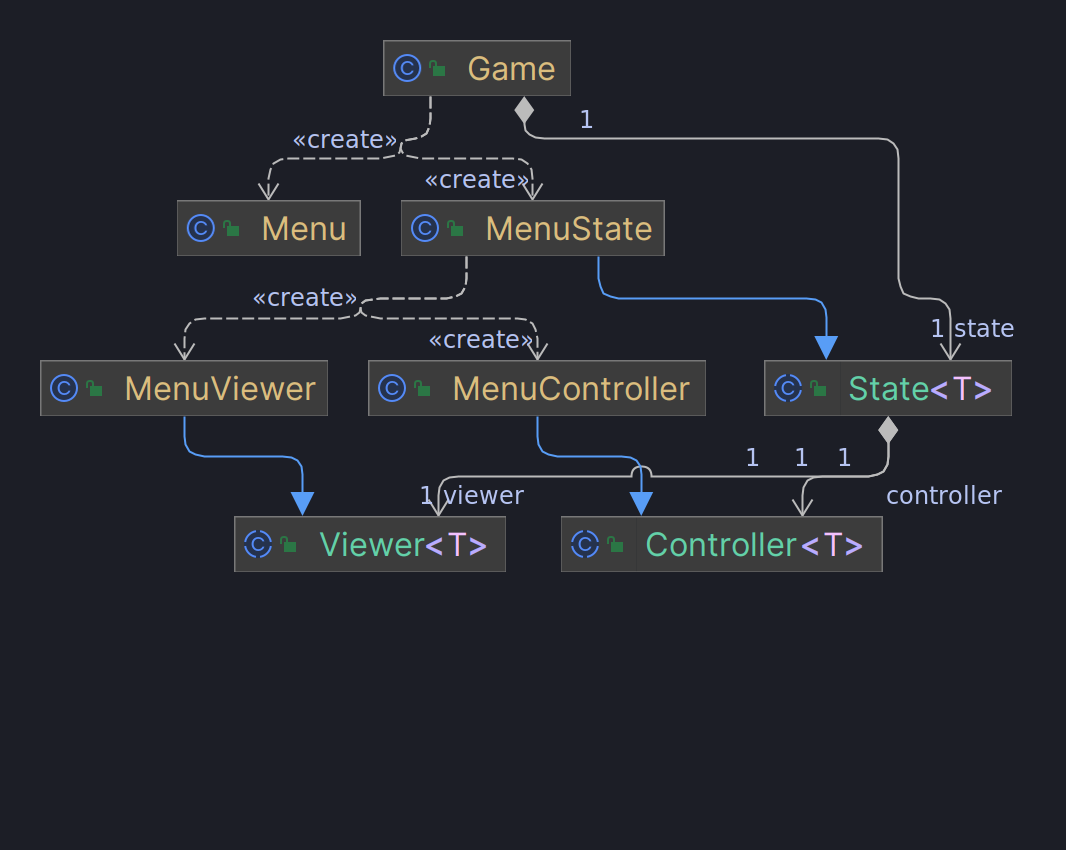 Game
1
«create»
«create»
Menu
MenuState
«create»
«create»
1 state
MenuViewer
MenuController
State<T>
1 1 1
1 viewer
controller
Viewer<T>
Controller<T>